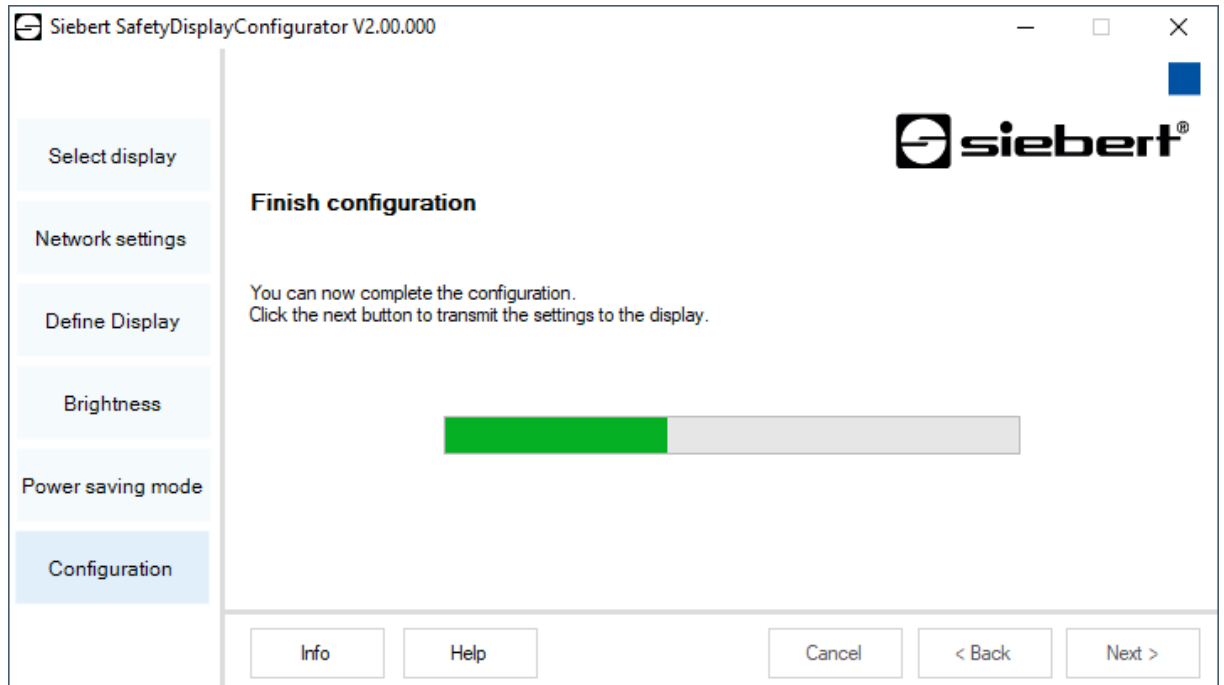 Siebert SafetyDisplayConfigurator V2.00.000
siebert®
Select display
Network settings
Define Display
Brightness
Power saving mode
Configuration
Finish configuration
You can now complete the configuration.
Click the next button to transmit the settings to the display.
Info
Help
Cancel
< Back
Next >